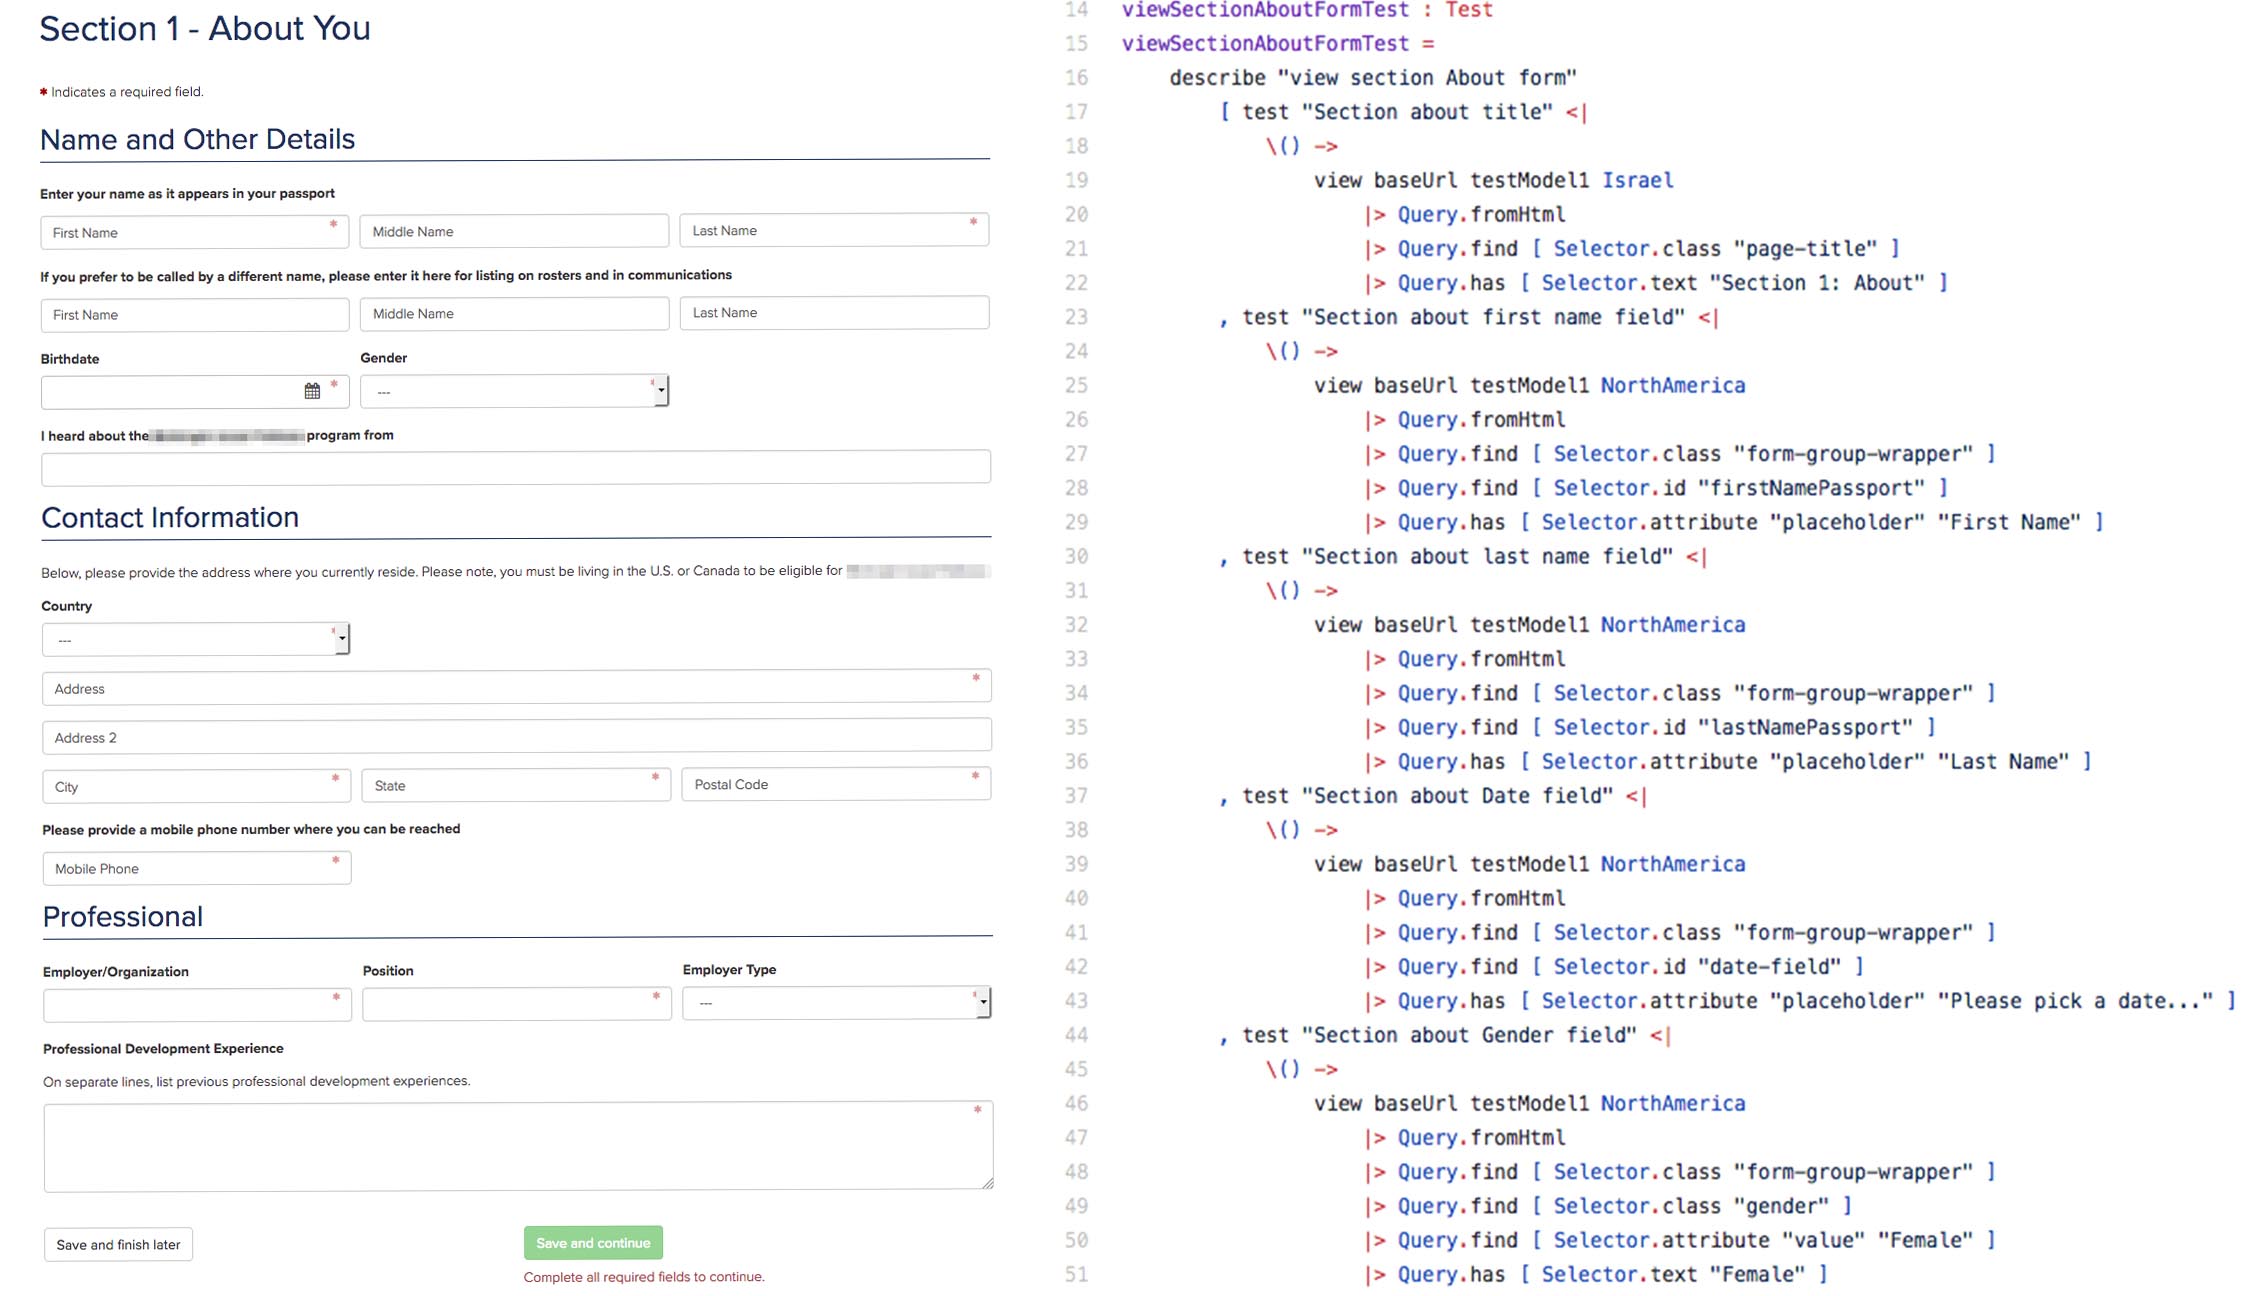 Section 1 - About You
* Indicates a required field.
Name and Other Details
Enter your name as it appears in your passport
First Name *
Middle Name
Last Name *
If you prefer to be called by a different name, please enter it here for listing on rosters and in communications
First Name
Middle Name
Last Name
Birthdate
Gender
*
--- *
I heard about the program from
Contact Information
Below, please provide the address where you currently reside. Please note, you must be living in the U.S. or Canada to be eligible for
Country
--- *
Address *
Address 2
City *
State *
Postal Code *
Please provide a mobile phone number where you can be reached
Mobile Phone *
Professional
Employer/Organization
Position
Employer Type
*
*
--- *
Professional Development Experience
On separate lines, list previous professional development experiences.
*
Save and finish later
Save and continue
Complete all required fields to continue.
14 viewSectionAboutFormTest : Test
15 viewSectionAboutFormTest =
16 describe "view section About form"
17 [ test "Section about title" <|
18 \() ->
19 view baseUrl testModel1 Israel
20 |> Query.fromHtml
21 |> Query.find [ Selector.class "page-title" ]
22 |> Query.has [ Selector.text "Section 1: About" ]
23 , test "Section about first name field" <|
24 \() ->
25 view baseUrl testModel1 NorthAmerica
26 |> Query.fromHtml
27 |> Query.find [ Selector.class "form-group-wrapper" ]
28 |> Query.find [ Selector.id "firstNamePassport" ]
29 |> Query.has [ Selector.attribute "placeholder" "First Name" ]
30 , test "Section about last name field" <|
31 \() ->
32 view baseUrl testModel1 NorthAmerica
33 |> Query.fromHtml
34 |> Query.find [ Selector.class "form-group-wrapper" ]
35 |> Query.find [ Selector.id "lastNamePassport" ]
36 |> Query.has [ Selector.attribute "placeholder" "Last Name" ]
37 , test "Section about Date field" <|
38 \() ->
39 view baseUrl testModel1 NorthAmerica
40 |> Query.fromHtml
41 |> Query.find [ Selector.class "form-group-wrapper" ]
42 |> Query.find [ Selector.id "date-field" ]
43 |> Query.has [ Selector.attribute "placeholder" "Please pick a date..." ]
44 , test "Section about Gender field" <|
45 \() ->
46 view baseUrl testModel1 NorthAmerica
47 |> Query.fromHtml
48 |> Query.find [ Selector.class "form-group-wrapper" ]
49 |> Query.find [ Selector.class "gender" ]
50 |> Query.find [ Selector.attribute "value" "Female" ]
51 |> Query.has [ Selector.text "Female" ]